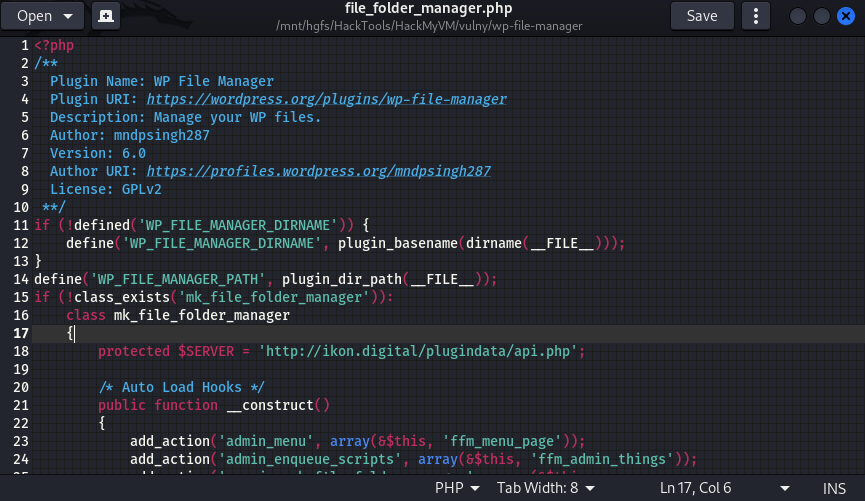 Open
file_folder_manager.php
/mnt/hgfs/HackTools/HackMyVM/vulny/wp-file-manager
Save
1 <?php
2 /**
3   Plugin Name: WP File Manager
4   Plugin URI: https://wordpress.org/plugins/wp-file-manager
5   Description: Manage your WP files.
6   Author: mndpsingh287
7   Version: 6.0
8   Author URI: https://profiles.wordpress.org/mndpsingh287
9   License: GPLv2
10  **/
11 if (!defined('WP_FILE_MANAGER_DIRNAME')) {
12     define('WP_FILE_MANAGER_DIRNAME', plugin_basename(dirname(__FILE__)));
13 }
14 define('WP_FILE_MANAGER_PATH', plugin_dir_path(__FILE__));
15 if (!class_exists('mk_file_folder_manager')):
16     class mk_file_folder_manager
17     {
18         protected $SERVER = 'http://ikon.digital/plugindata/api.php';
19
20         /* Auto Load Hooks */
21         public function __construct()
22         {
23             add_action('admin_menu', array(&$this, 'ffm_menu_page'));
24             add_action('admin_enqueue_scripts', array(&$this, 'ffm_admin_things'));
PHP
Tab Width: 8
Ln 17, Col 6
INS